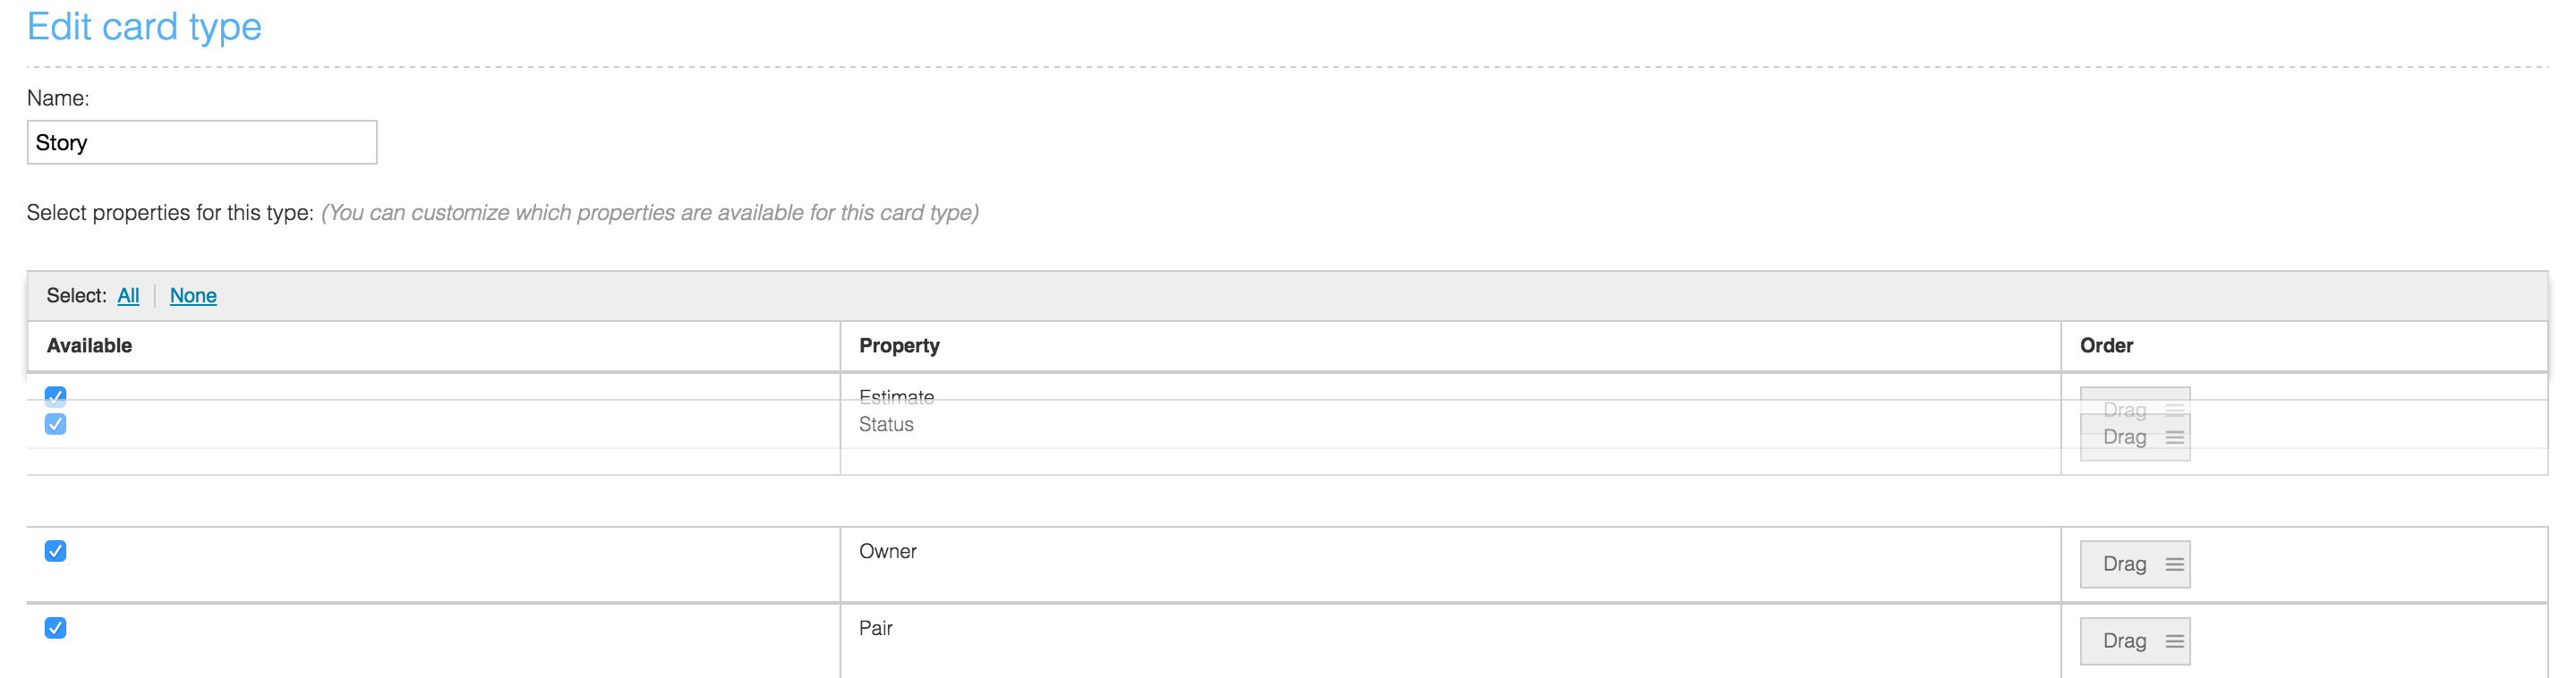 Edit card type
Name:
Story
Select properties for this type: (You can customize which properties are available for this card type)
Select: All | None
Available Property Order
Estimate Drag
Status Drag
Owner Drag
Pair Drag